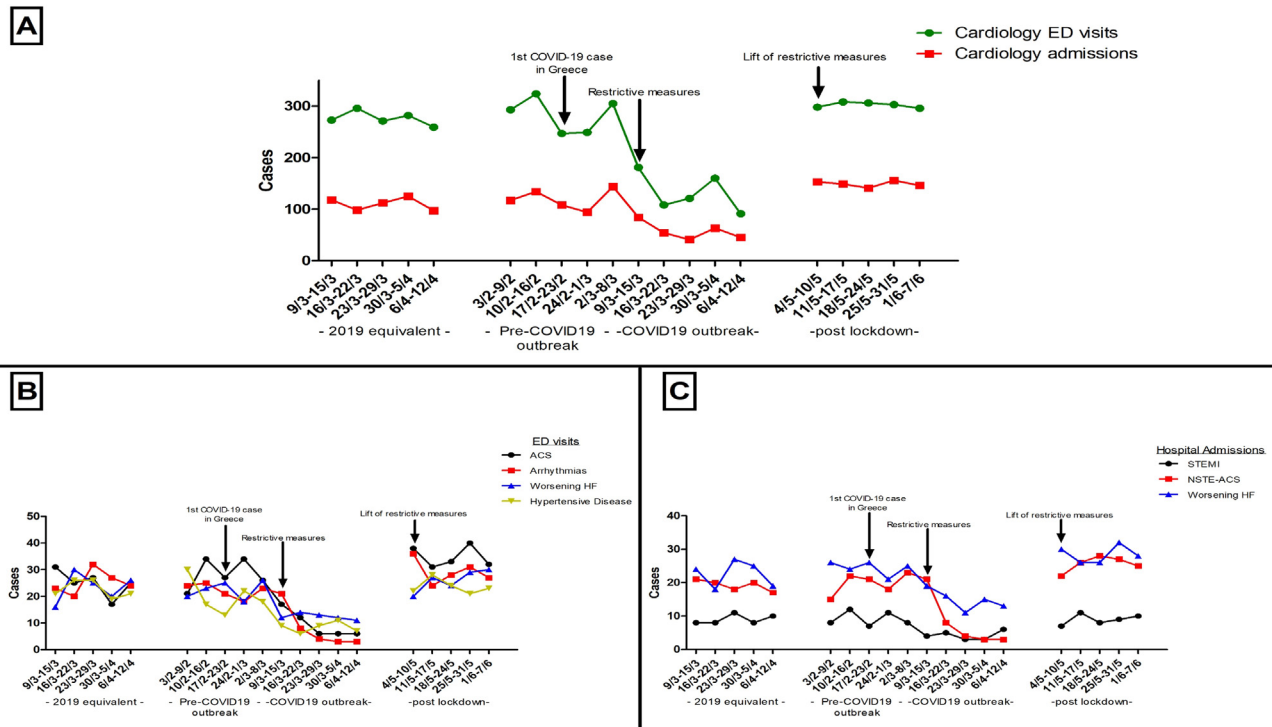 A
Cardiology ED visits
Cardiology admissions
1st COVID-19 case
in Greece
Restrictive measures
Lift of restrictive measures
Cases
300
200
100
0
9/3-15/3
16/3-22/3
23/3-29/3
30/3-5/4
6/4-12/4
3/2-9/2
10/2-16/2
17/2-23/2
24/2-1/3
2/3-8/3
9/3-15/3
16/3-22/3
23/3-29/3
30/3-5/4
6/4-12/4
4/5-10/5
11/5-17/5
18/5-24/5
25/5-31/5
1/6-7/6
- 2019 equivalent -
- Pre-COVID19 -
outbreak
-COVID19 outbreak-
-post lockdown-
B
ED visits
ACS
Arrhythmias
Worsening HF
Hypertensive Disease
1st COVID-19 case
in Greece
Restrictive measures
Lift of restrictive measures
Cases
50
40
30
20
10
0
9/3-15/3
16/3-22/3
23/3-29/3
30/3-5/4
6/4-12/4
3/2-9/2
10/2-16/2
17/2-23/2
24/2-1/3
2/3-8/3
9/3-15/3
16/3-22/3
23/3-29/3
30/3-5/4
6/4-12/4
4/5-10/5
11/5-17/5
18/5-24/5
25/5-31/5
1/6-7/6
- 2019 equivalent -
- Pre-COVID19 -
outbreak
-COVID19 outbreak-
-post lockdown-
C
Hospital Admissions
STEMI
NSTE-ACS
Worsening HF
1st COVID-19 case
in Greece
Restrictive measures
Lift of restrictive measures
Cases
40
30
20
10
0
9/3-15/3
16/3-22/3
23/3-29/3
30/3-5/4
6/4-12/4
3/2-9/2
10/2-16/2
17/2-23/2
24/2-1/3
2/3-8/3
9/3-15/3
16/3-22/3
23/3-29/3
30/3-5/4
6/4-12/4
4/5-10/5
11/5-17/5
18/5-24/5
25/5-31/5
1/6-7/6
- 2019 equivalent -
- Pre-COVID19 -
outbreak
-COVID19 outbreak-
-post lockdown-